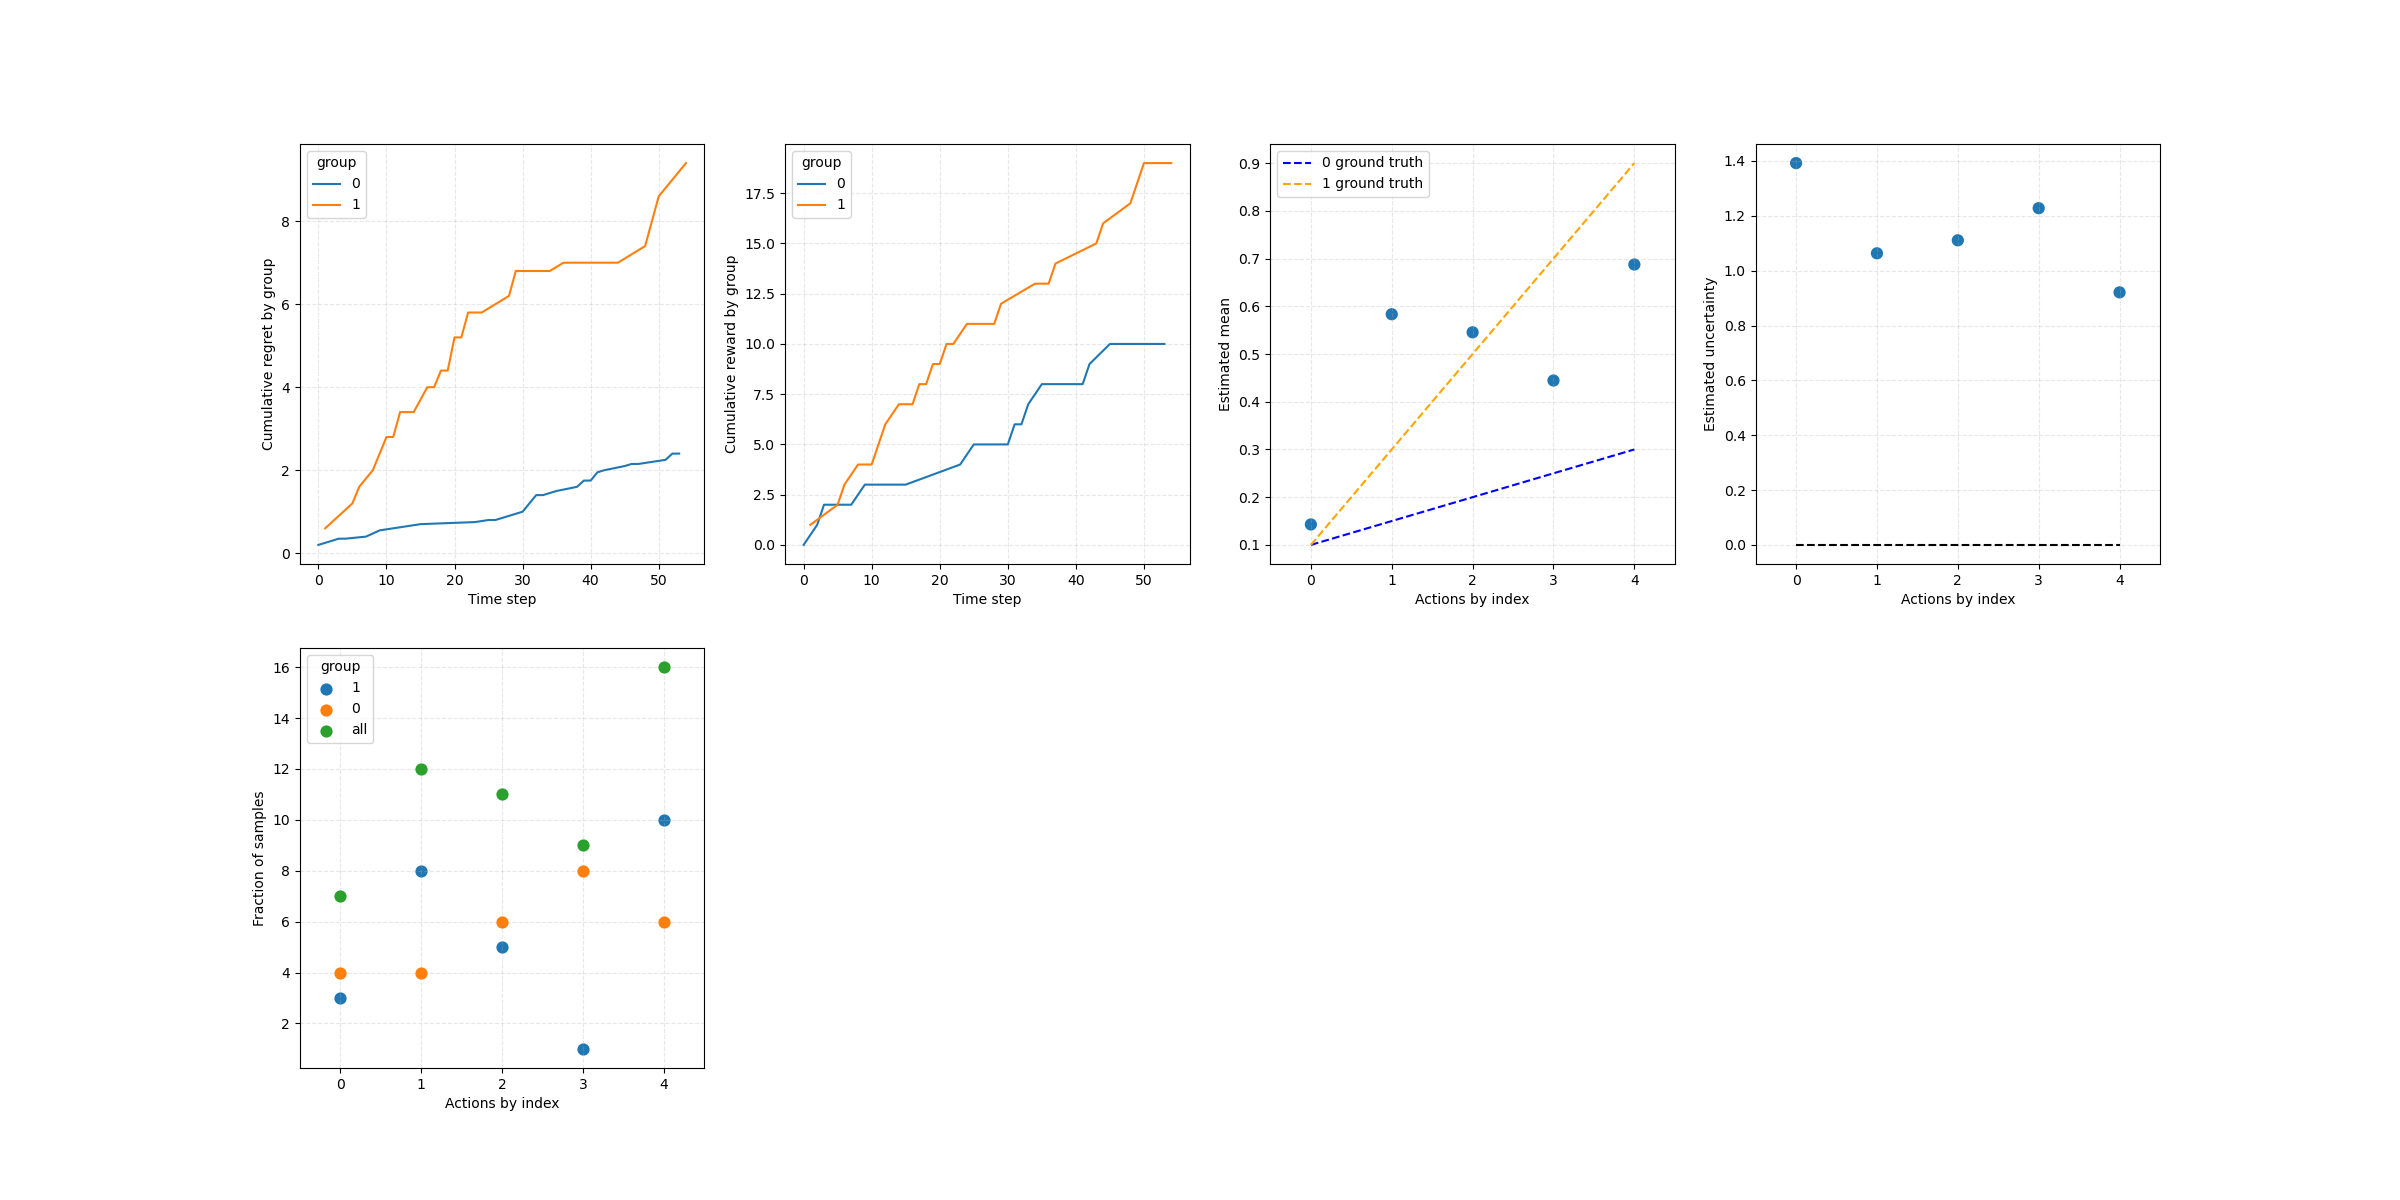 group
0
1
Cumulative regret by group
8
6
4
2
0
0 10 20 30 40 50
Time step
group
0
1
Cumulative reward by group
17.5
15.0
12.5
10.0
7.5
5.0
2.5
0.0
0 10 20 30 40 50
Time step
0 ground truth
1 ground truth
Estimated mean
0.9
0.8
0.7
0.6
0.5
0.4
0.3
0.2
0.1
0 1 2 3 4
Actions by index
Estimated uncertainty
1.4
1.2
1.0
0.8
0.6
0.4
0.2
0.0
0 1 2 3 4
Actions by index
group
1
0
all
Fraction of samples
16
14
12
10
8
6
4
2
0 1 2 3 4
Actions by index